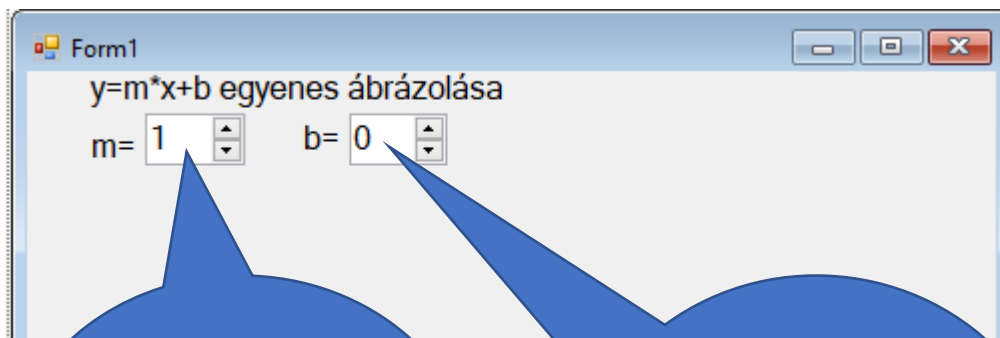 Form1
y=m*x+b egyenes ábrázolása
m= 1 b= 0